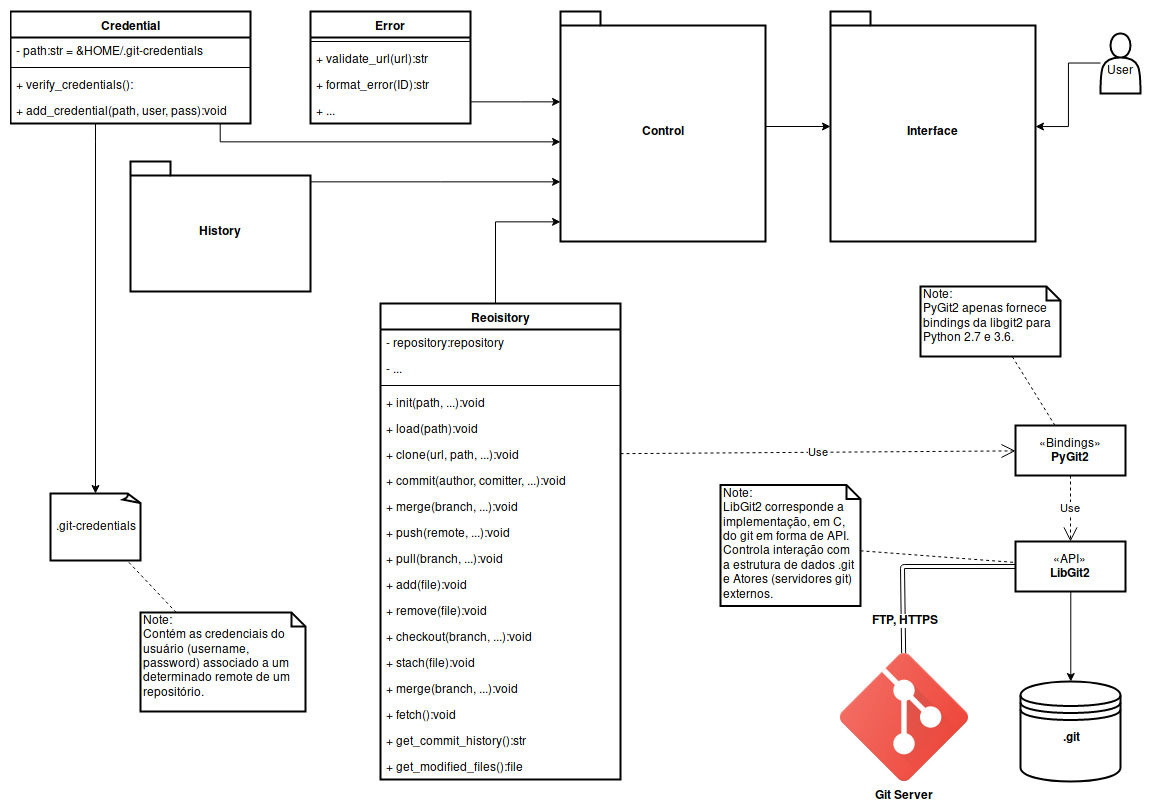 Credential
- path:str = &HOME/.git-credentials
+ verify_credentials():
+ add_credential(path, user, pass):void
Error
+ validate_url(url):str
+ format_error(ID):str
+ ...
Control
Interface
User
History
Reoisitory
- repository:repository
- ...
+ init(path, ...):void
+ load(path):void
+ clone(url, path, ...):void
+ commit(author, comitter, ...):void
+ merge(branch, ...):void
+ push(remote, ...):void
+ pull(branch, ...):void
+ add(file):void
+ remove(file):void
+ checkout(branch, ...):void
+ stach(file):void
+ merge(branch, ...):void
+ fetch():void
+ get_commit_history():str
+ get_modified_files():file
Note:
PyGit2 apenas fornece
bindings da libgit2 para
Python 2.7 e 3.6.
Use
«Bindings»
PyGit2
Use
Note:
LibGit2 corresponde a
implementação, em C,
do git em forma de API.
Controla interação com
a estrutura de dados .git
e Atores (servidores git)
externos.
«API»
LibGit2
FTP, HTTPS
.git
Git Server
.git-credentials
Note:
Contém as credenciais do
usuário (username,
password) associado a um
determinado remote de um
repositório.